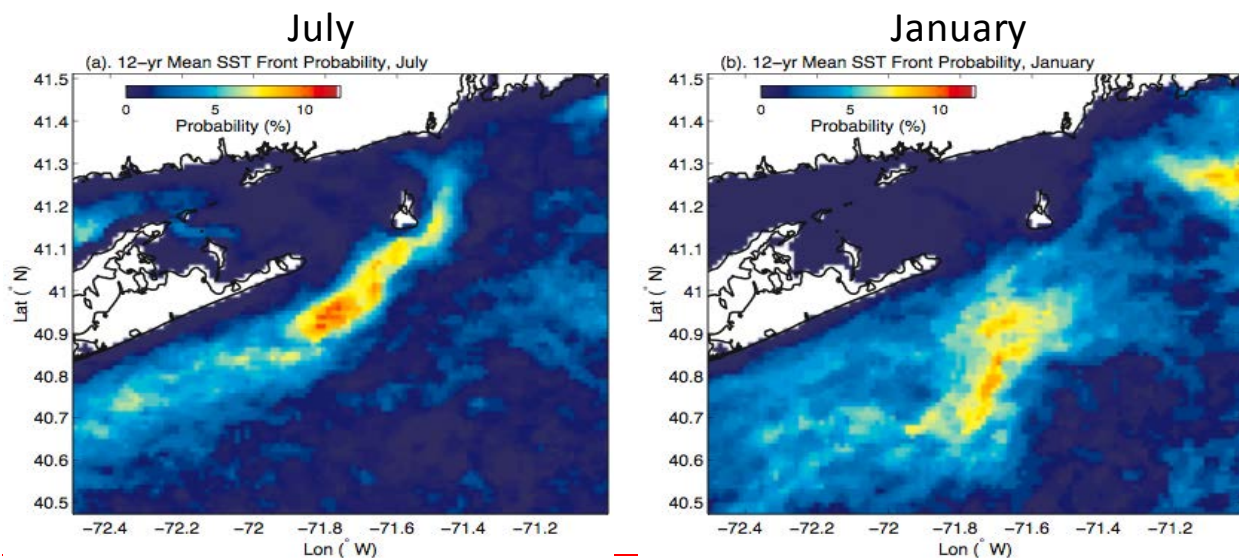 July
January
(a). 12-yr Mean SST Front Probability, July
(b). 12-yr Mean SST Front Probability, January
41.5
41.4
41.3
41.2
41.1
41
40.9
40.8
40.7
40.6
40.5
Lat (° N)
0 5 10
Probability (%)
-72.4 -72.2 -72 -71.8 -71.6 -71.4 -71.2
Lon (° W)
41.5
41.4
41.3
41.2
41.1
41
40.9
40.8
40.7
40.6
40.5
Lat (° N)
0 5 10
Probability (%)
-72.4 -72.2 -72 -71.8 -71.6 -71.4 -71.2
Lon (° W)